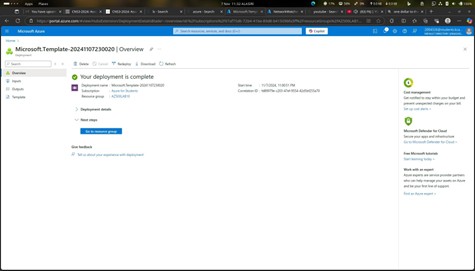 Microsoft Azure
Search resources, services, and docs (G+/)
Copilot
Home >
Microsoft.Template-20241107230020 | Overview
Deployment
Search
Delete
Cancel
Redeploy
Download
Refresh
Overview
Inputs
Outputs
Template
Your deployment is complete
Deployment name : Microsoft.Template-20241107230020
Subscription : Azure for Students
Resource group :
Start time : 11/7/2024,
Correlation ID :
Deployment details
Next steps
Go to resource group
Give feedback
Tell us about your experience with deployment
Cost management
Get notified to stay within your budget and
prevent unexpected charges on your bill.
Set up cost alerts >
Microsoft Defender for Cloud
Secure your apps and infrastructure
Go to Microsoft Defender for Cloud >
Free Microsoft tutorials
Start learning today >
Work with an expert
Azure experts are service provider partners
who can help manage your assets on Azure
and be your first line of support.
Find an Azure expert >